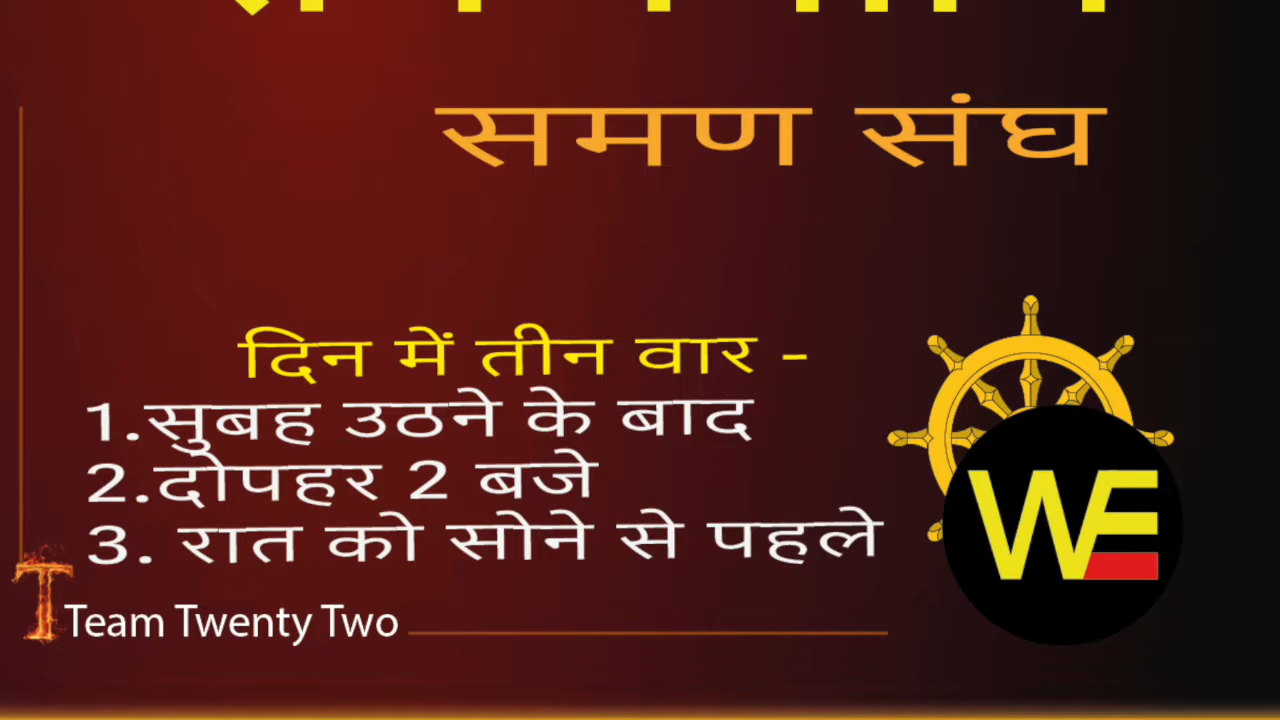 समण संघ
दिन में तीन वार -
1.सुबह उठने के बाद
2.दोपहर 2 बजे
3. रात को सोने से पहले
WE
T
Team Twenty Two